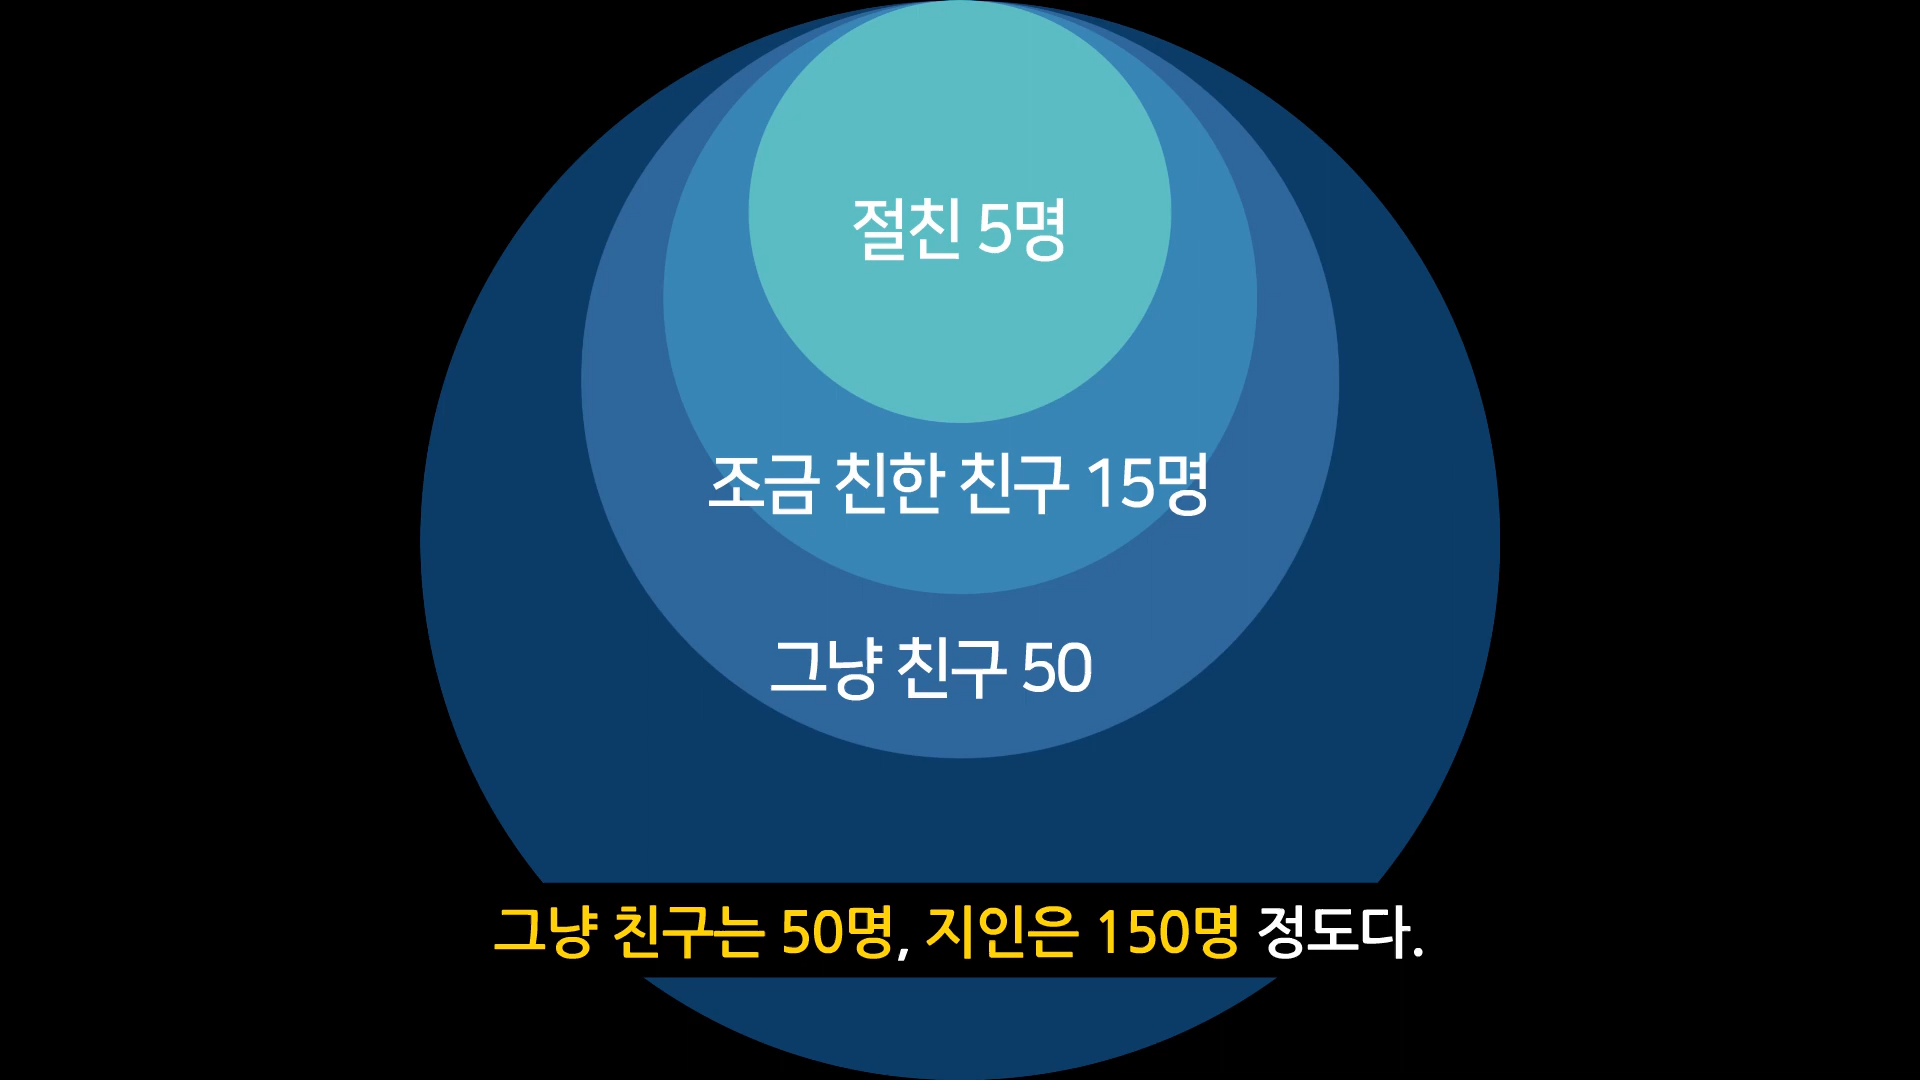 절친 5명
조금 친한 친구 15명
그냥 친구 50
그냥 친구는 50명, 지인은 150명 정도다.